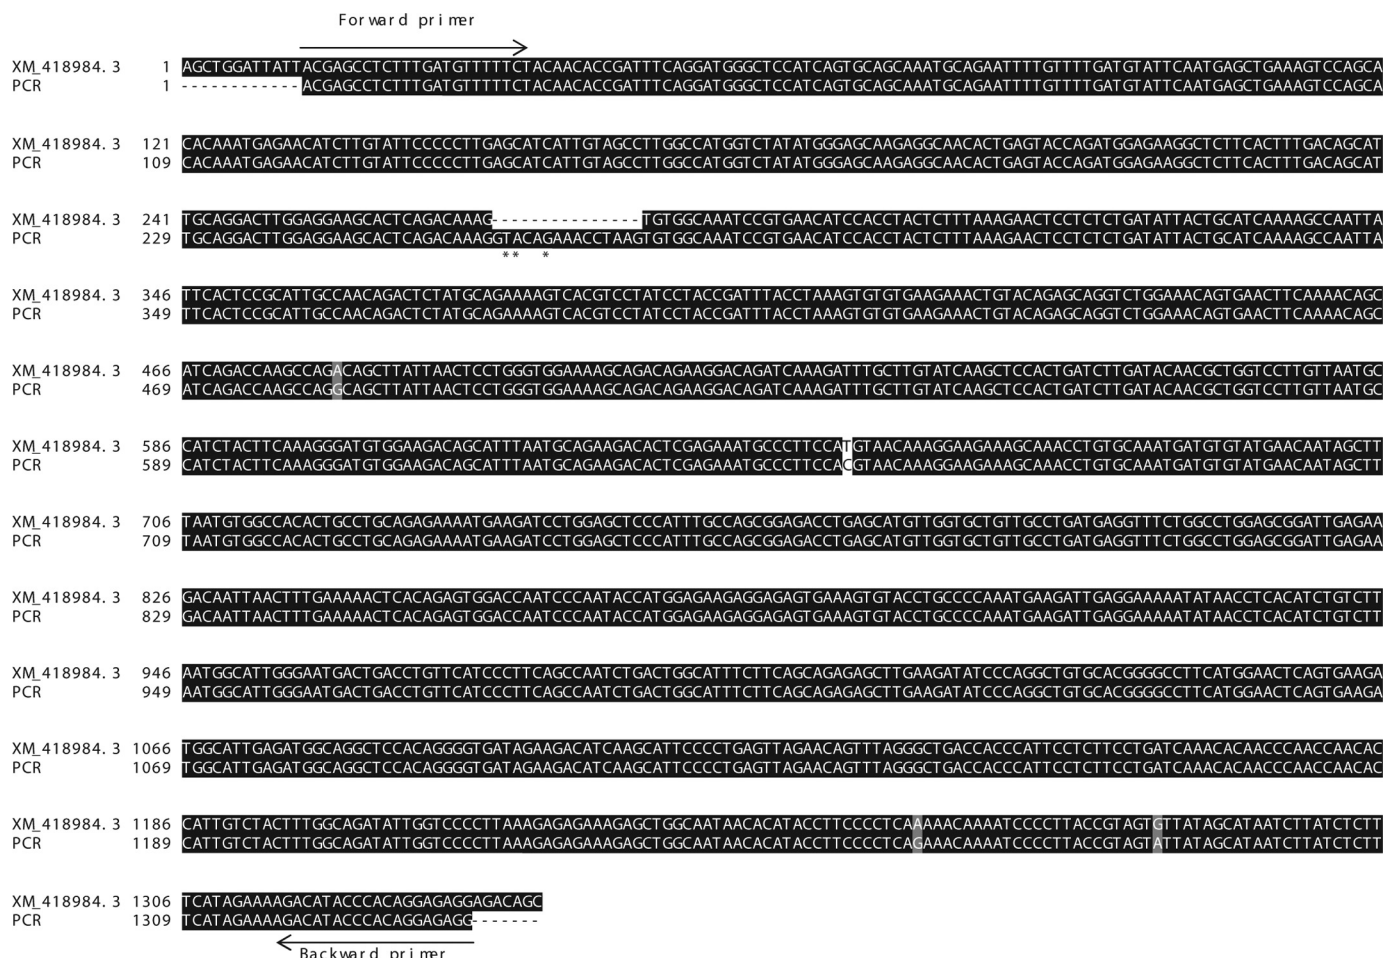 Forward primer
XM_418984.3 1 AGCTGGATTATTACGAGCCTCTTTGATGTTTTTCTACAACACCGATTTCAGGATGGGCTCCATCAGTGCAGCAAATGCAGAATTTTGTTTTGATGTATTCAATGAGCTGAAAGTCCAGCA
PCR 1 ------------ACGAGCCTCTTTGATGTTTTTCTACAACACCGATTTCAGGATGGGCTCCATCAGTGCAGCAAATGCAGAATTTTGTTTTGATGTATTCAATGAGCTGAAAGTCCAGCA
XM_418984.3 121 CACAAATGAGAACATCTTGTATTCCCCCTTGAGCATCATTGTAGCCTTGGCCATGGTCTATATGGGAGCAAGAGGCAACACTGAGTACCAGATGGAGAAGGCTCTTCACTTTGACAGCAT
PCR 109 CACAAATGAGAACATCTTGTATTCCCCCTTGAGCATCATTGTAGCCTTGGCCATGGTCTATATGGGAGCAAGAGGCAACACTGAGTACCAGATGGAGAAGGCTCTTCACTTTGACAGCAT
XM_418984.3 241 TGCAGGACTTGGAGGAAGCACTCAGACAAAG---------------TGTGGCAAATCCGTGAACATCCACCTACTCTTTAAAGAACTCCTCTCTGATATTACTGCATCAAAAGCCAATTA
PCR 229 TGCAGGACTTGGAGGAAGCACTCAGACAAAGGTACAGAAACCTAAGTGTGGCAAATCCGTGAACATCCACCTACTCTTTAAAGAACTCCTCTCTGATATTACTGCATCAAAAGCCAATTA
** *
XM_418984.3 346 TTCACTCCGCATTGCCAACAGACTCTATGCAGAAAAGTCACGTCCTATCCTACCGATTTACCTAAAGTGTGTGAAGAAACTGTACAGAGCAGGTCTGGAAACAGTGAACTTCAAAACAGC
PCR 349 TTCACTCCGCATTGCCAACAGACTCTATGCAGAAAAGTCACGTCCTATCCTACCGATTTACCTAAAGTGTGTGAAGAAACTGTACAGAGCAGGTCTGGAAACAGTGAACTTCAAAACAGC
XM_418984.3 466 ATCAGACCAAGCCAGACAGCTTATTAACTCCTGGGTGGAAAAGCAGACAGAAGGACAGATCAAAGATTTGCTTGTATCAAGCTCCACTGATCTTGATACAACGCTGGTCCTTGTTAATGC
PCR 469 ATCAGACCAAGCCAGGCAGCTTATTAACTCCTGGGTGGAAAAGCAGACAGAAGGACAGATCAAAGATTTGCTTGTATCAAGCTCCACTGATCTTGATACAACGCTGGTCCTTGTTAATGC
XM_418984.3 586 CATCTACTTCAAAGGGATGTGGAAGACAGCATTTAATGCAGAAGACACTCGAGAAATGCCCTTCCATGTAACAAAGGAAGAAAGCAAACCTGTGCAAATGATGTGTATGAACAATAGCTT
PCR 589 CATCTACTTCAAAGGGATGTGGAAGACAGCATTTAATGCAGAAGACACTCGAGAAATGCCCTTCCACGTAACAAAGGAAGAAAGCAAACCTGTGCAAATGATGTGTATGAACAATAGCTT
XM_418984.3 706 TAATGTGGCCACACTGCCTGCAGAGAAAATGAAGATCCTGGAGCTCCCATTTGCCAGCGGAGACCTGAGCATGTTGGTGCTGTTGCCTGATGAGGTTTCTGGCCTGGAGCGGATTGAGAA
PCR 709 TAATGTGGCCACACTGCCTGCAGAGAAAATGAAGATCCTGGAGCTCCCATTTGCCAGCGGAGACCTGAGCATGTTGGTGCTGTTGCCTGATGAGGTTTCTGGCCTGGAGCGGATTGAGAA
XM_418984.3 826 GACAATTAACTTTGAAAAACTCACAGAGTGGACCAATCCCAATACCATGGAGAAGAGGAGAGTGAAAGTGTACCTGCCCCAAATGAAGATTGAGGAAAAATATAACCTCACATCTGTCTT
PCR 829 GACAATTAACTTTGAAAAACTCACAGAGTGGACCAATCCCAATACCATGGAGAAGAGGAGAGTGAAAGTGTACCTGCCCCAAATGAAGATTGAGGAAAAATATAACCTCACATCTGTCTT
XM_418984.3 946 AATGGCATTGGGAATGACTGACCTGTTCATCCCTTCAGCCAATCTGACTGGCATTTCTTCAGCAGAGAGCTTGAAGATATCCCAGGCTGTGCACGGGGCCTTCATGGAACTCAGTGAAGA
PCR 949 AATGGCATTGGGAATGACTGACCTGTTCATCCCTTCAGCCAATCTGACTGGCATTTCTTCAGCAGAGAGCTTGAAGATATCCCAGGCTGTGCACGGGGCCTTCATGGAACTCAGTGAAGA
XM_418984.3 1066 TGGCATTGAGATGGCAGGCTCCACAGGGGTGATAGAAGACATCAAGCATTCCCCTGAGTTAGAACAGTTTAGGGCTGACCACCCATTCCTCTTCCTGATCAAACACAACCCAACCAACAC
PCR 1069 TGGCATTGAGATGGCAGGCTCCACAGGGGTGATAGAAGACATCAAGCATTCCCCTGAGTTAGAACAGTTTAGGGCTGACCACCCATTCCTCTTCCTGATCAAACACAACCCAACCAACAC
XM_418984.3 1186 CATTGTCTACTTTGGCAGATATTGGTCCCCTTAAAGAGAGAAAGAGCTGGCAATAACACATACCTTCCCCTCAAAAACAAAATCCCCTTACCGTAGTGTTATAGCATAATCTTATCTCTT
PCR 1189 CATTGTCTACTTTGGCAGATATTGGTCCCCTTAAAGAGAGAAAGAGCTGGCAATAACACATACCTTCCCCTCAGAAACAAAATCCCCTTACCGTAGTATTATAGCATAATCTTATCTCTT
XM_418984.3 1306 TCATAGAAAAGACATACCCACAGGAGAGGAGACAGC
PCR 1309 TCATAGAAAAGACATACCCACAGGAGAGG-------
Backward primer